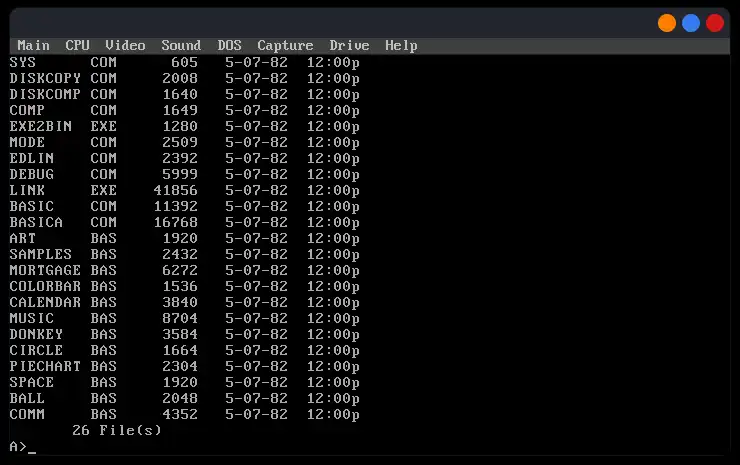 Main CPU Video Sound DOS Capture Drive Help
SYS      COM      605   5-07-82  12:00p
DISKCOPY COM     2008   5-07-82  12:00p
DISKCOMP COM     1640   5-07-82  12:00p
COMP     COM     1649   5-07-82  12:00p
EXE2BIN  EXE     1280   5-07-82  12:00p
MODE     COM     2509   5-07-82  12:00p
EDLIN    COM     2392   5-07-82  12:00p
DEBUG    COM     5999   5-07-82  12:00p
LINK     EXE    41856   5-07-82  12:00p
BASIC    COM    11392   5-07-82  12:00p
BASICA   COM    16768   5-07-82  12:00p
ART      BAS     1920   5-07-82  12:00p
SAMPLES  BAS     2432   5-07-82  12:00p
MORTGAGE BAS     6272   5-07-82  12:00p
COLORBAR BAS     1536   5-07-82  12:00p
CALENDAR BAS     3840   5-07-82  12:00p
MUSIC    BAS     8704   5-07-82  12:00p
DONKEY   BAS     3584   5-07-82  12:00p
CIRCLE   BAS     1664   5-07-82  12:00p
PIECHART BAS     2304   5-07-82  12:00p
SPACE    BAS     1920   5-07-82  12:00p
BALL     BAS     2048   5-07-82  12:00p
COMM     BAS     4352   5-07-82  12:00p
       26 File(s)
A>_